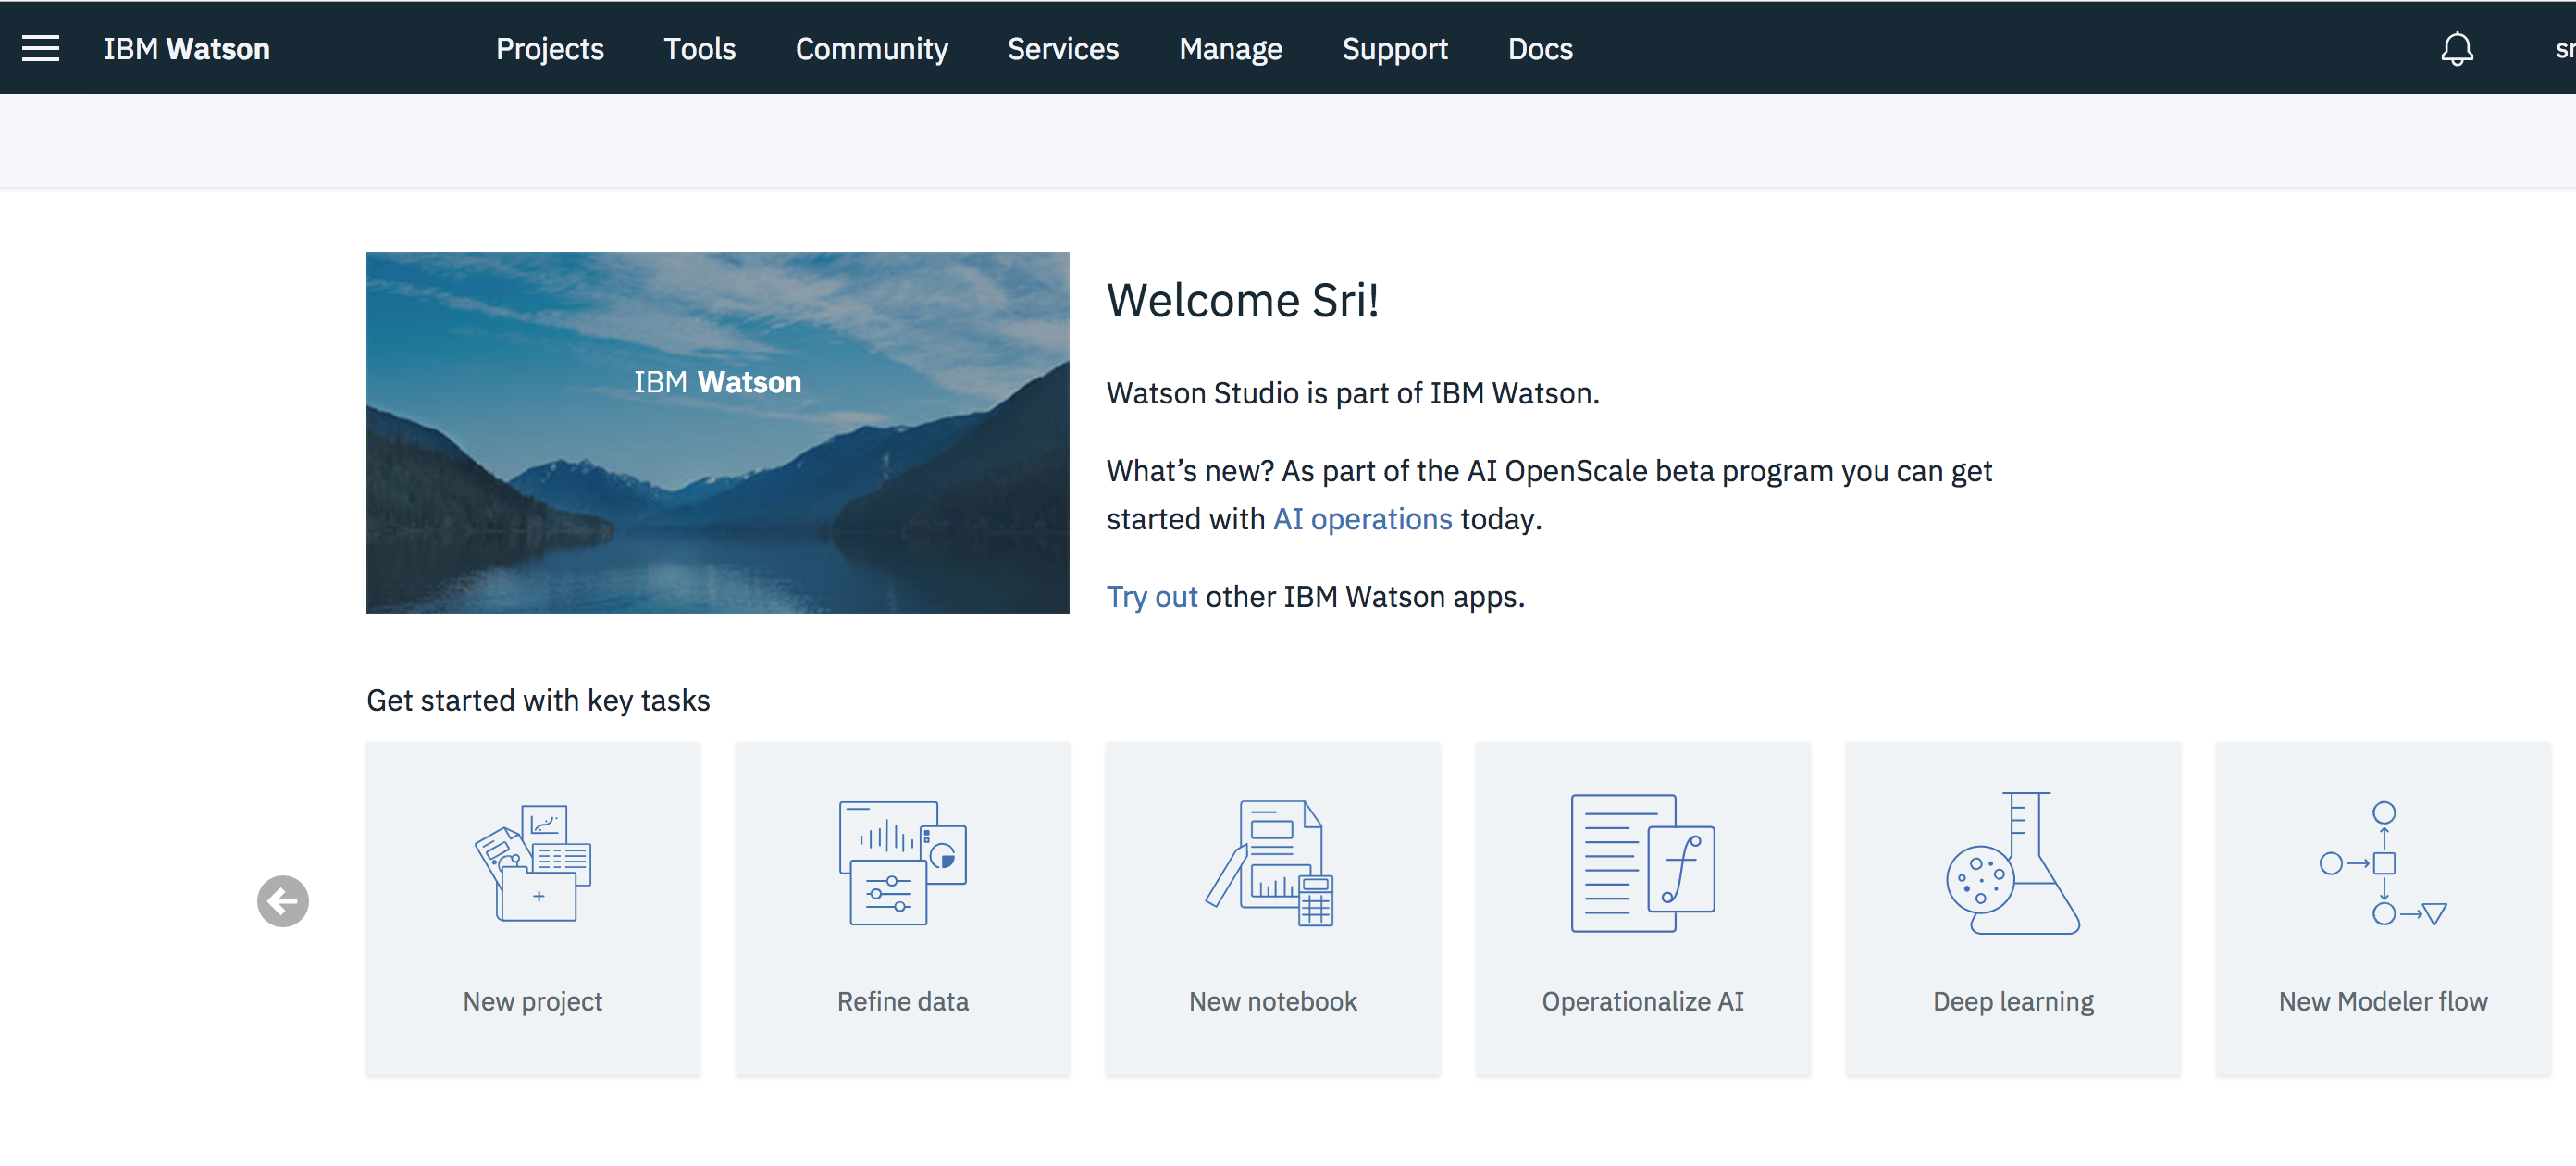 IBM Watson Projects Tools Community Services Manage Support Docs
IBM Watson
Welcome Sri!
Watson Studio is part of IBM Watson.
What’s new? As part of the AI OpenScale beta program you can get
started with AI operations today.
Try out other IBM Watson apps.
Get started with key tasks
New project
Refine data
New notebook
Operationalize AI
Deep learning
New Modeler flow